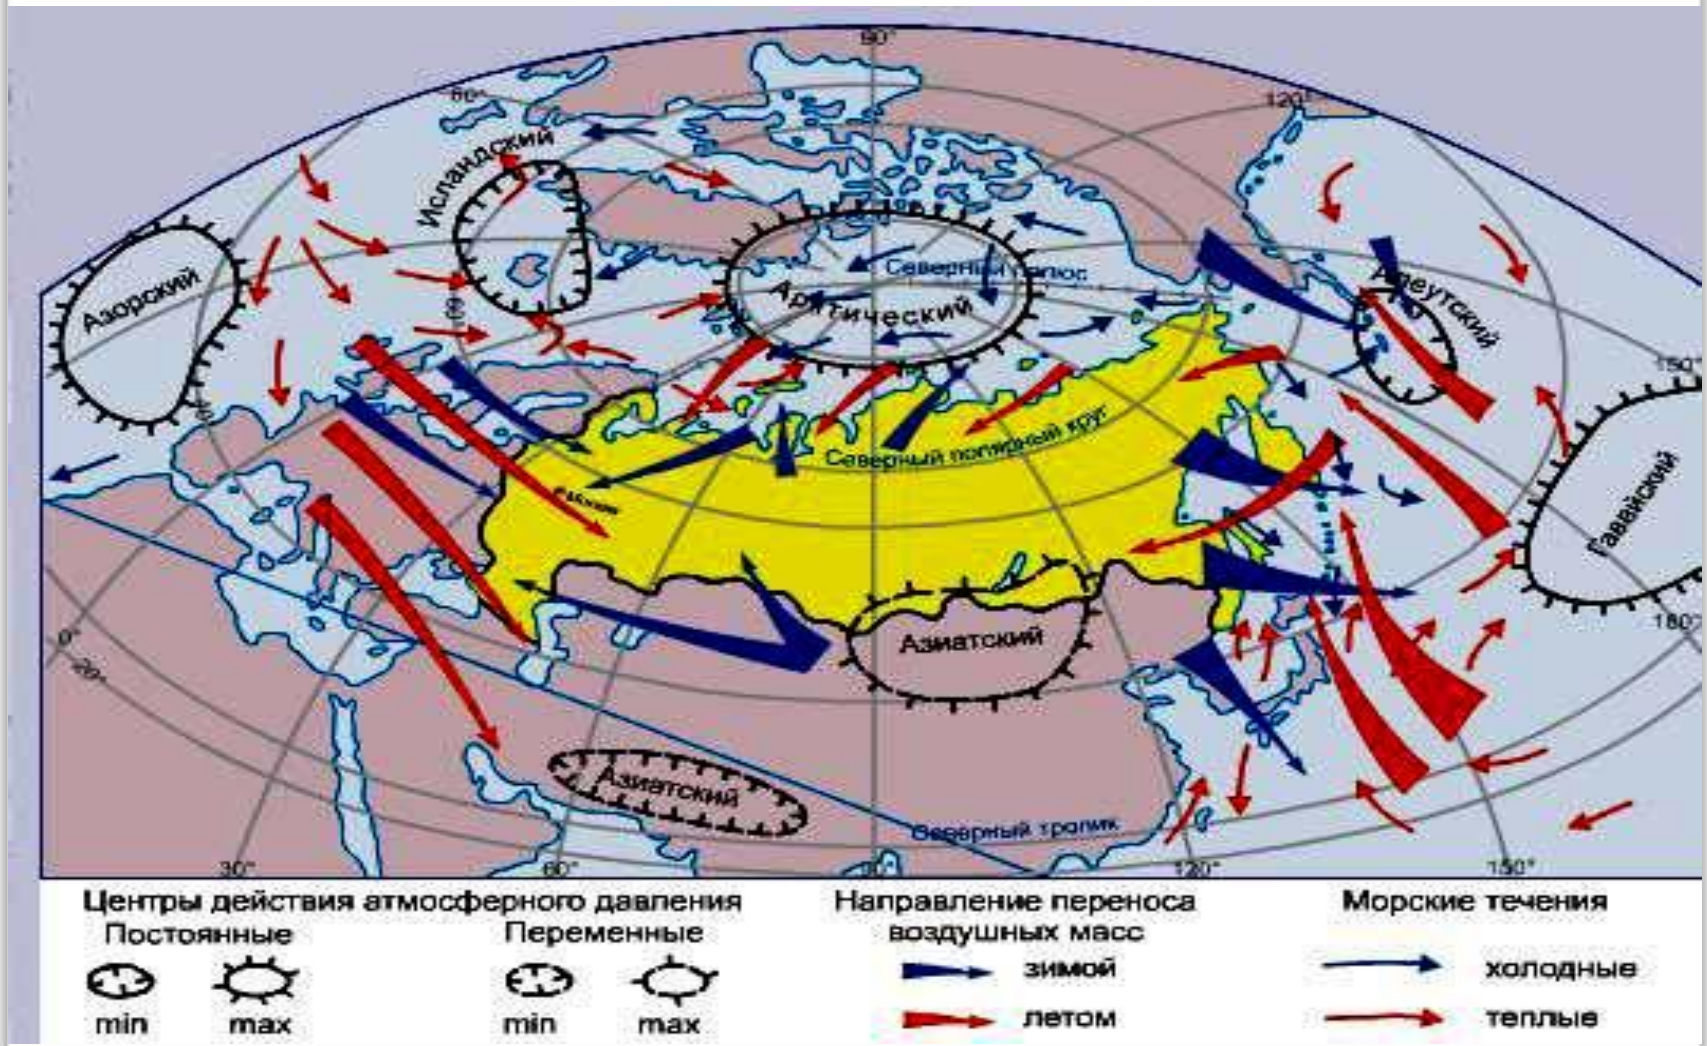 90°
60°
120°
Исландский
Азорский
Северный полюс
Арктический
Алеутский
150°
60°
Северный полярный круг
Гавайский
0°
20°
Азиатский
180°
Азиатский
Северный тропик
30°
60°
90°
120°
150°
Центры действия атмосферного давления
Постоянные
Переменные
min
max
min
max
Направление переноса
воздушных масс
зимой
летом
Морские течения
холодные
теплые